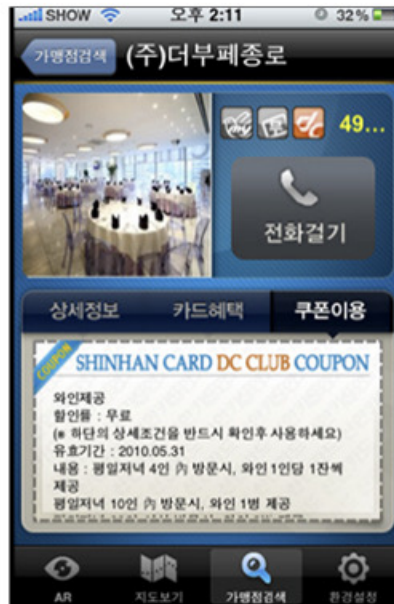 SHOW 오후 2:11 32%
가맹점검색 (주)더부페종로
dc 49...
전화걸기
상세정보 카드혜택 쿠폰이용
COUPON
SHINHAN CARD DC CLUB COUPON
와인제공
할인률 : 무료
(※ 하단의 상세조건을 반드시 확인후 사용하세요)
유효기간 : 2010.05.31
내용 : 평일저녁 4인 內 방문시, 와인 1인당 1잔씩
제공
평일저녁 10인 內 방문시, 와인 1병 제공
AR 지도보기 가맹점검색 환경설정